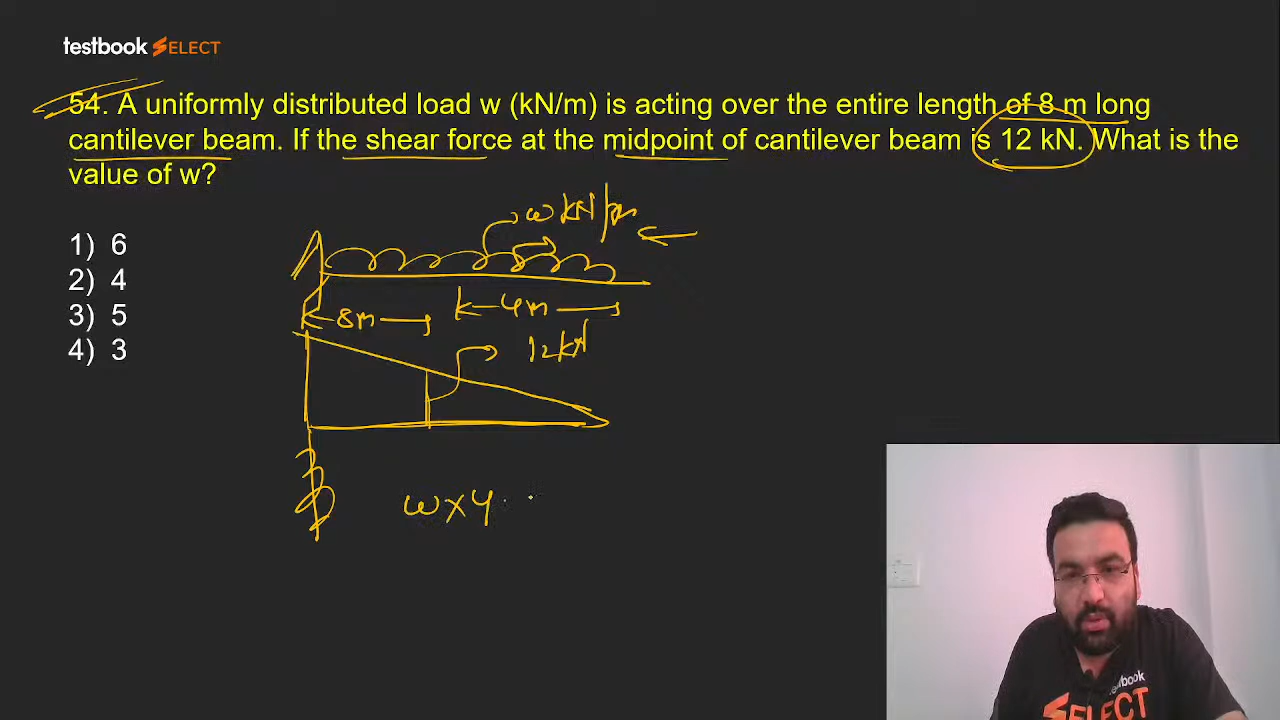 testbook SELECT
54. A uniformly distributed load w (kN/m) is acting over the entire length of 8 m long
cantilever beam. If the shear force at the midpoint of cantilever beam is 12 kN. What is the
value of w?
1) 6
2) 4
3) 5
4) 3
w kN/m
8m
4m
12kN
w x 4
testbook
SELECT